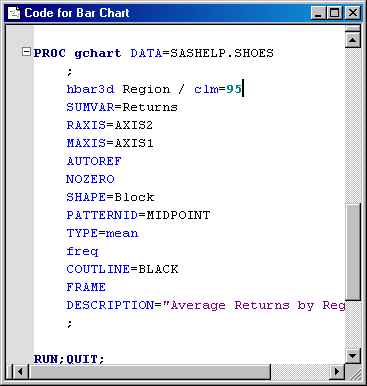 Code for Bar Chart
PROC gchart DATA=SASHELP.SHOES
;
hbar3d Region / clm=95
SUMVAR=Returns
RAXIS=AXIS2
MAXIS=AXIS1
AUTOREF
NOZERO
SHAPE=Block
PATTERNID=MIDPOINT
TYPE=mean
freq
COUTLINE=BLACK
FRAME
DESCRIPTION="Average Returns by Reg
;
RUN;QUIT;